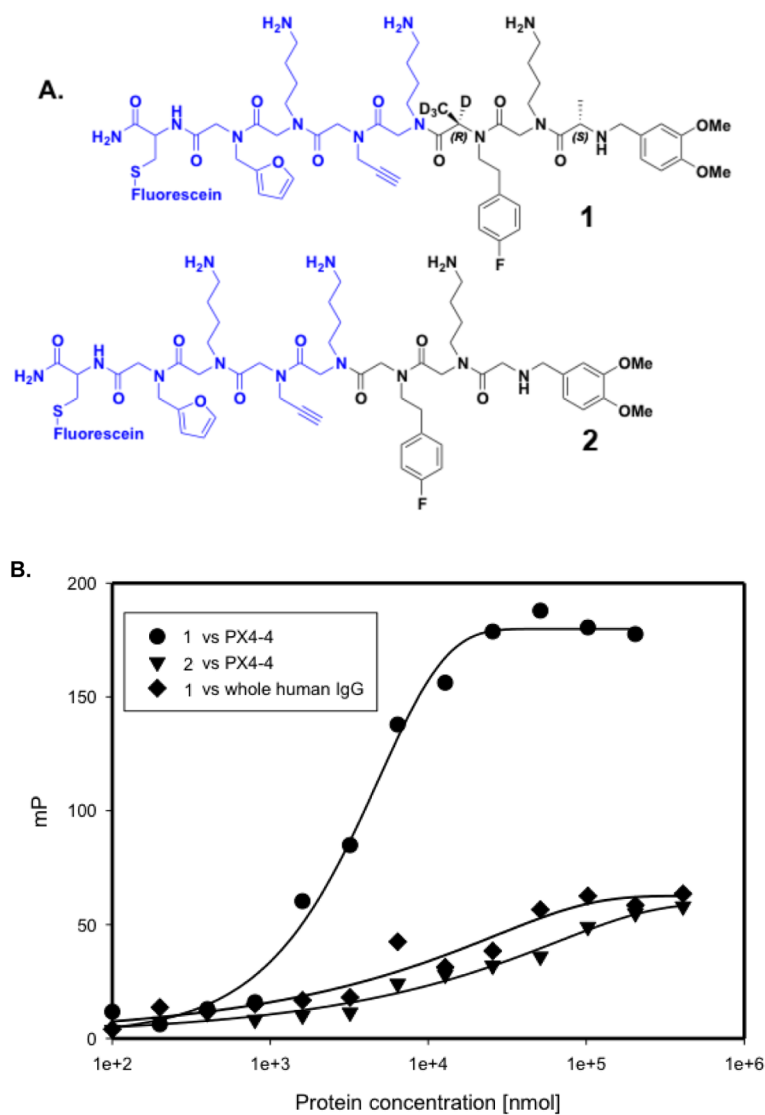 A.
H₂N H₂N H₂N
O H N O O O O D₃C D O O
H₂N N N N N (R) N N (S) N H OMe
O O O O O OMe
S
Fluorescein
O
F
1
H₂N H₂N H₂N
O H N O O O O O O
H₂N N N N N N N N H OMe
O O O O O OMe
S
Fluorescein
O
F
2
B.
200
150
100
50
0
mP
1 vs PX4-4
2 vs PX4-4
1 vs whole human IgG
1e+2 1e+3 1e+4 1e+5 1e+6
Protein concentration [nmol]